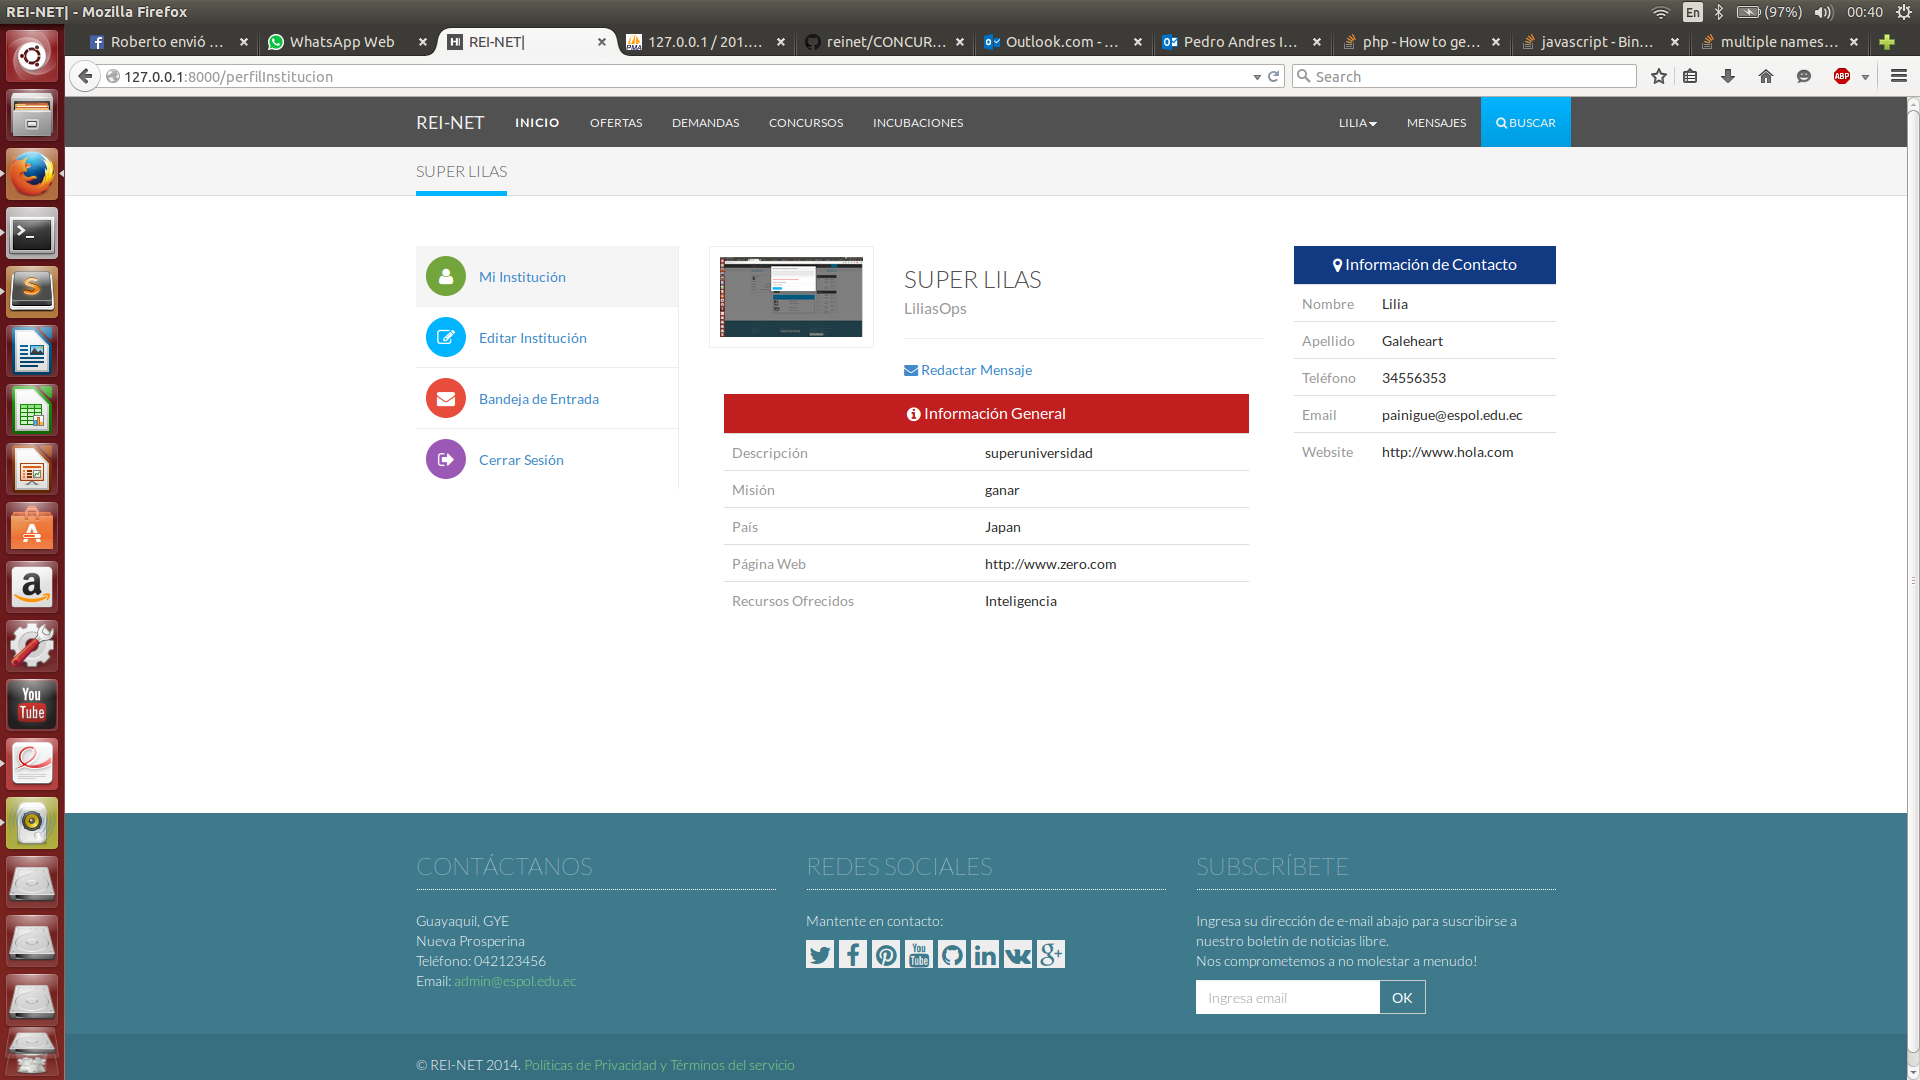 REI-NET| - Mozilla Firefox
En
(97%)
00:40
Roberto envió ...
WhatsApp Web
REI-NET|
127.0.0.1 / 201....
reinet/CONCUR...
Outlook.com - ...
Pedro Andres I...
php - How to ge...
javascript - Bin...
multiple names...
127.0.0.1:8000/perfilInstitucion
Search
ABP
REI-NET
INICIO
OFERTAS
DEMANDAS
CONCURSOS
INCUBACIONES
LILIA
MENSAJES
BUSCAR
SUPER LILAS
Mi Institución
Editar Institución
Bandeja de Entrada
Cerrar Sesión
SUPER LILAS
LiliasOps
Redactar Mensaje
Información General
Descripción superuniversidad
Misión ganar
País Japan
Página Web http://www.zero.com
Recursos Ofrecidos Inteligencia
Información de Contacto
Nombre Lilia
Apellido Galeheart
Teléfono 34556353
Email painigue@espol.edu.ec
Website http://www.hola.com
CONTÁCTANOS
Guayaquil, GYE
Nueva Prosperina
Teléfono: 042123456
Email: admin@espol.edu.ec
REDES SOCIALES
Mantente en contacto:
You Tube
SUBSCRÍBETE
Ingresa su dirección de e-mail abajo para suscribirse a
nuestro boletín de noticias libre.
Nos comprometemos a no molestar a menudo!
Ingresa email
OK
© REI-NET 2014. Políticas de Privacidad y Términos del servicio
You
Tube